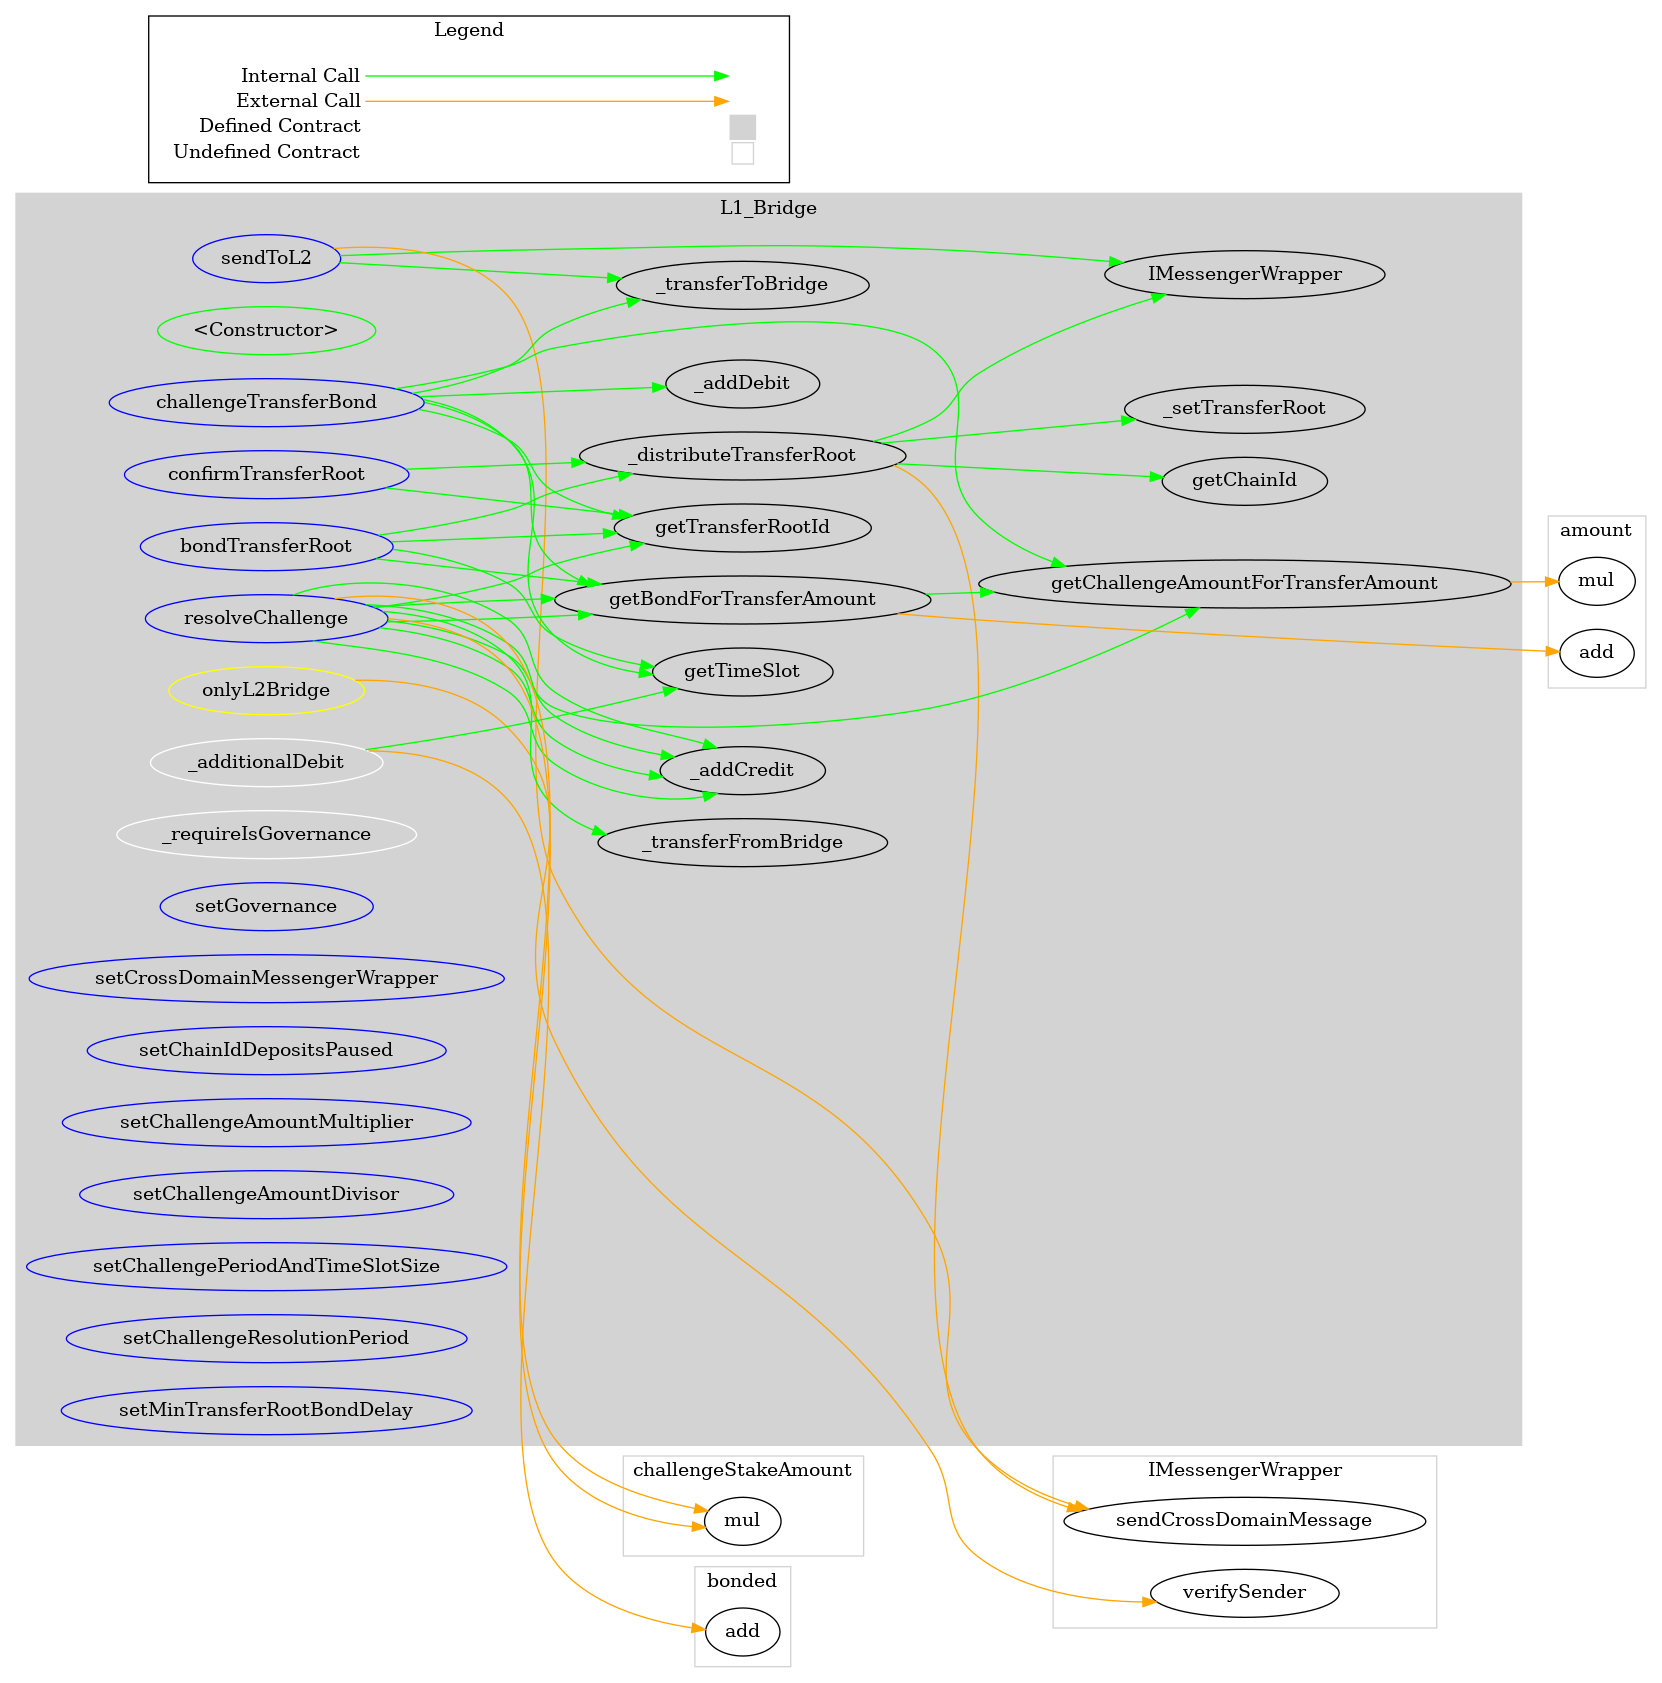 Legend
Internal Call
External Call
Defined Contract
Undefined Contract
L1_Bridge
sendToL2
<Constructor>
challengeTransferBond
confirmTransferRoot
bondTransferRoot
resolveChallenge
onlyL2Bridge
_additionalDebit
_requireIsGovernance
setGovernance
setCrossDomainMessengerWrapper
setChainIdDepositsPaused
setChallengeAmountMultiplier
setChallengeAmountDivisor
setChallengePeriodAndTimeSlotSize
setChallengeResolutionPeriod
setMinTransferRootBondDelay
_transferToBridge
_addDebit
_distributeTransferRoot
getTransferRootId
getBondForTransferAmount
getTimeSlot
_addCredit
_transferFromBridge
IMessengerWrapper
_setTransferRoot
getChainId
getChallengeAmountForTransferAmount
amount
mul
add
challengeStakeAmount
mul
bonded
add
IMessengerWrapper
sendCrossDomainMessage
verifySender